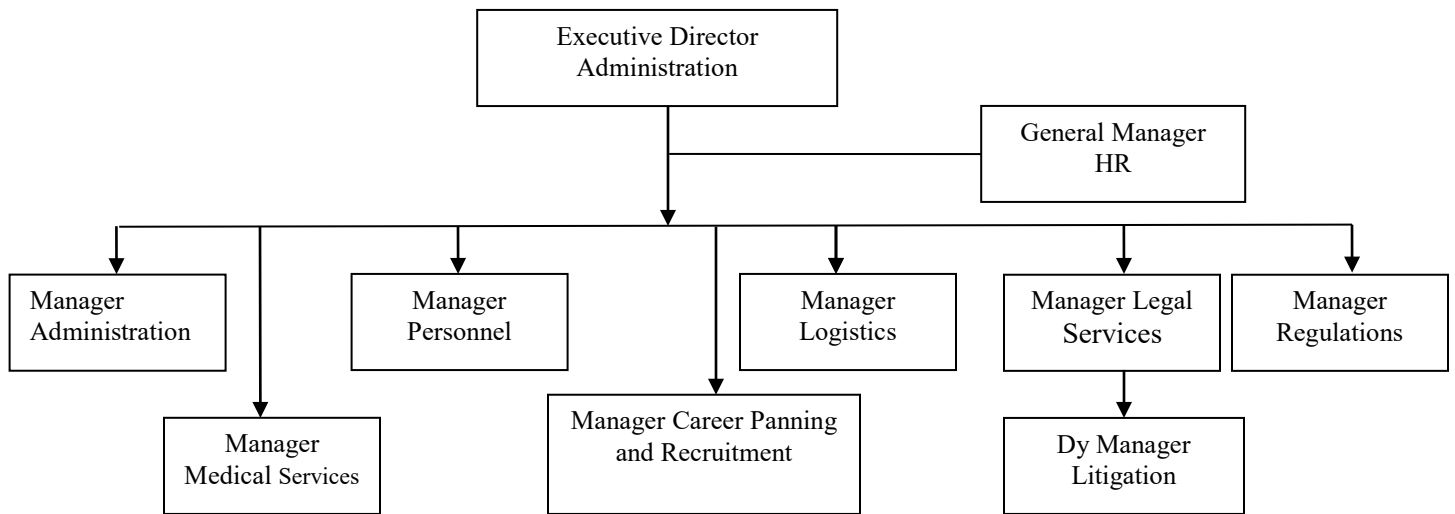 Executive Director
Administration
General Manager
HR
Manager
Administration
Manager
Personnel
Manager
Logistics
Manager Legal
Services
Manager
Regulations
Manager
Medical Services
Manager Career Panning
and Recruitment
Dy Manager
Litigation